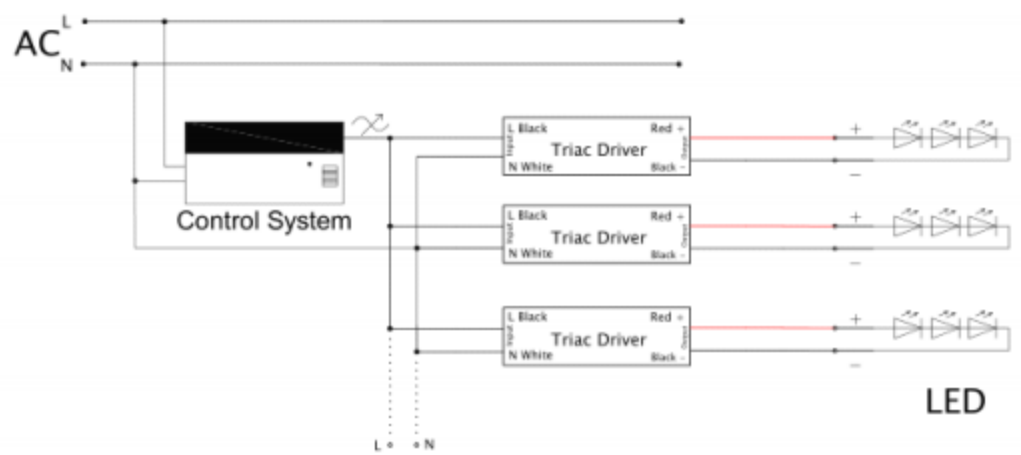 L
AC
N
Control System
L Black
Red +
Input
Triac Driver
Output
N White
Black -
+
−
L Black
Red +
Input
Triac Driver
Output
N White
Black -
+
−
L Black
Red +
Input
Triac Driver
Output
N White
Black -
+
−
LED
L N